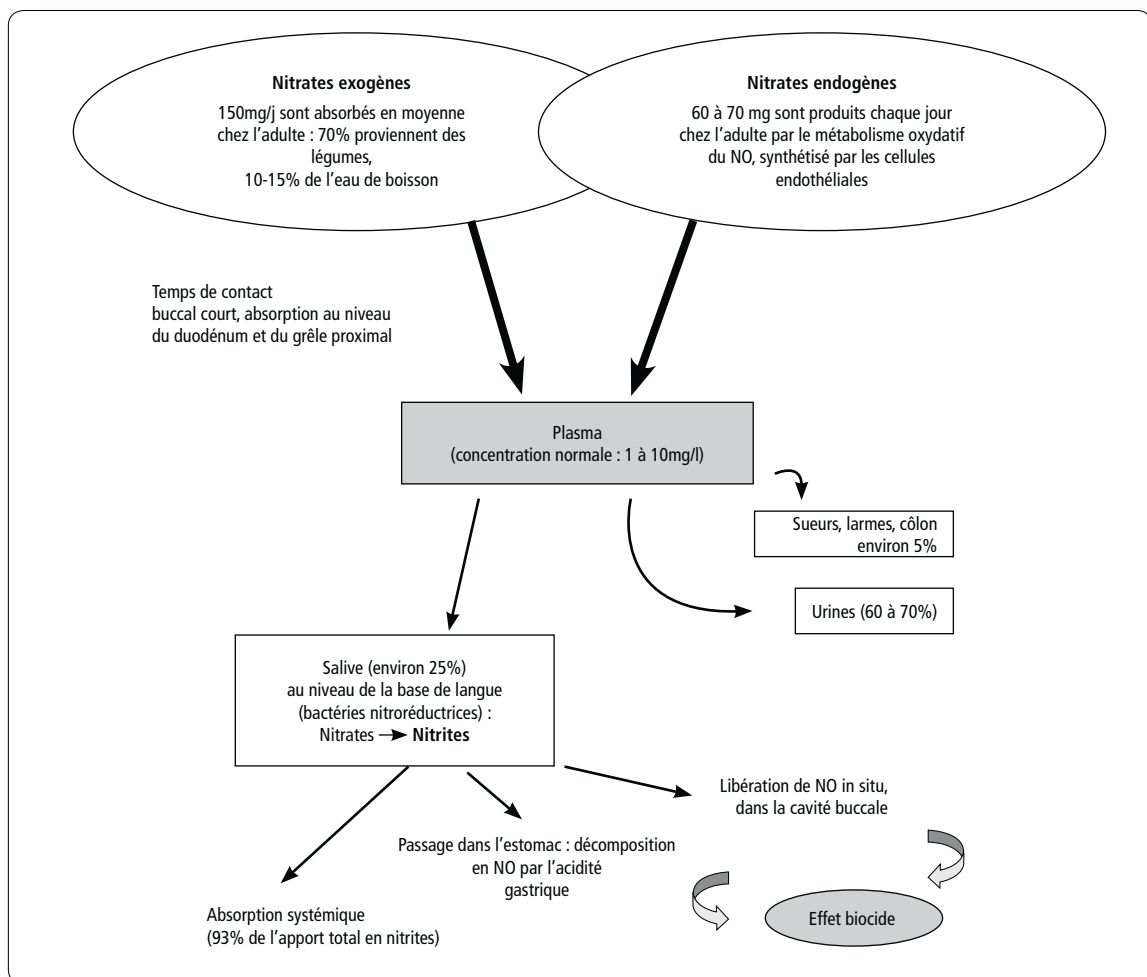 Nitrates exogènes
150mg/j sont absorbés en moyenne
chez l'adulte : 70% proviennent des
légumes,
10-15% de l'eau de boisson
Nitrates endogènes
60 à 70 mg sont produits chaque jour
chez l'adulte par le métabolisme oxydatif
du NO, synthétisé par les cellules
endothéliales
Temps de contact
buccal court, absorption au niveau
du duodénum et du grêle proximal
Plasma
(concentration normale : 1 à 10mg/l)
Sueurs, larmes, côlon
environ 5%
Urines (60 à 70%)
Salive (environ 25%)
au niveau de la base de langue
(bactéries nitroréductrices) :
Nitrates → Nitrites
Libération de NO in situ,
dans la cavité buccale
Passage dans l'estomac : décomposition
en NO par l'acidité
gastrique
Absorption systémique
(93% de l'apport total en nitrites)
Effet biocide